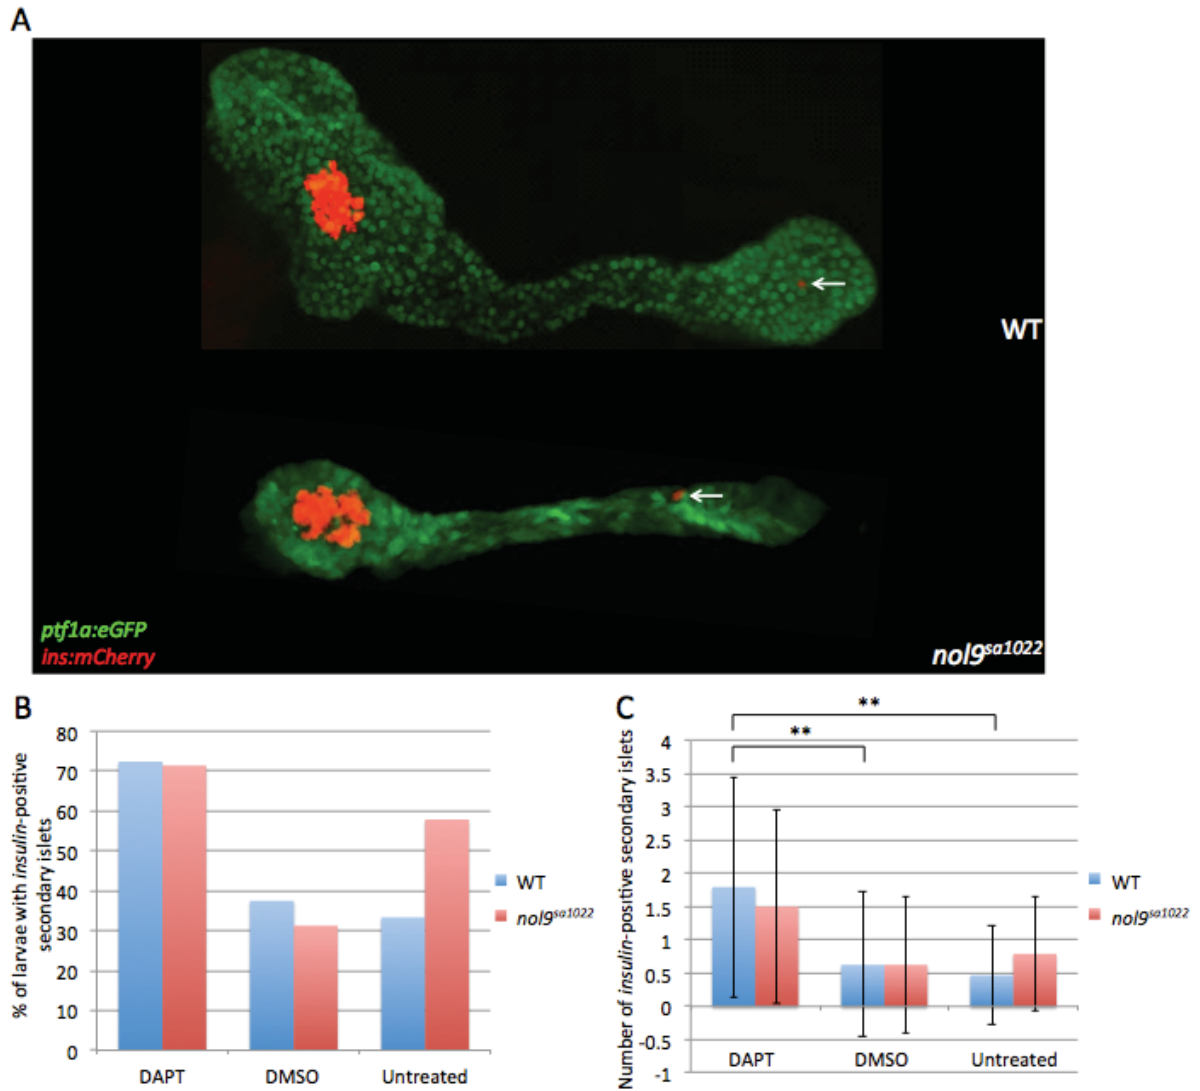 A
WT
ptf1a:eGFP
ins:mCherry
nol9sa1022
B
% of larvae with insulin-positive
secondary islets
80
70
60
50
40
30
20
10
0
DAPT
DMSO
Untreated
WT
nol9sa1022
C
Number of insulin-positive secondary islets
**
**
4
3.5
3
2.5
2
1.5
1
0.5
0
-0.5
-1
DAPT
DMSO
Untreated
WT
nol9sa1022